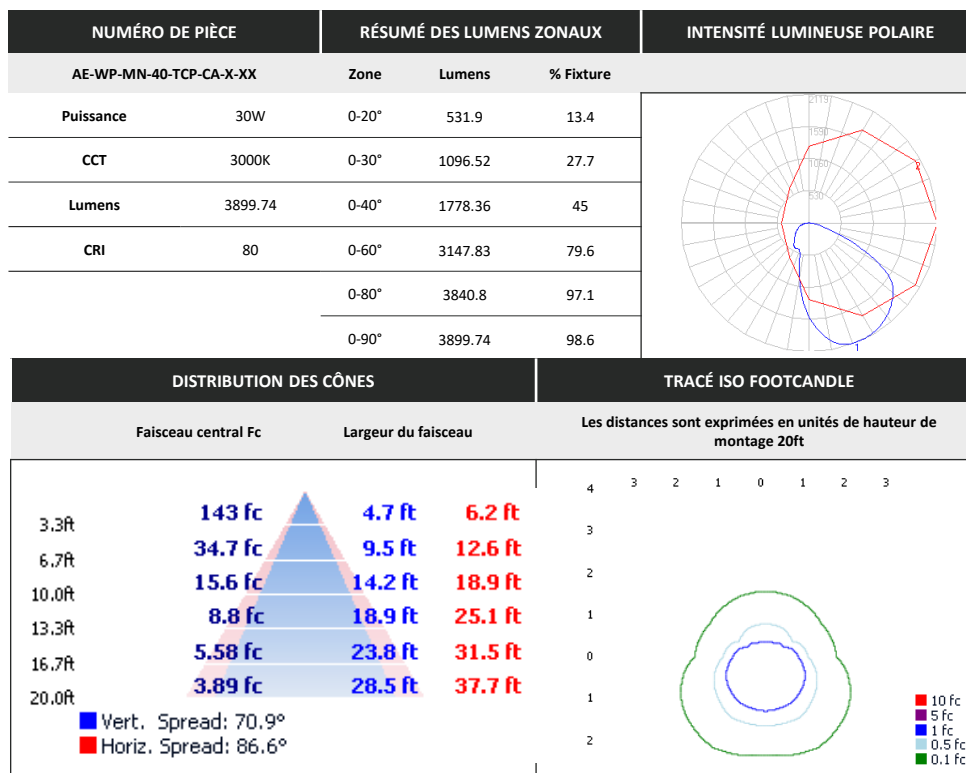 NUMÉRO DE PIÈCE
RÉSUMÉ DES LUMENS ZONAUX
INTENSITÉ LUMINEUSE POLAIRE
AE-WP-MN-40-TCP-CA-X-XX
Zone Lumens % Fixture
Puissance 30W
0-20° 531.9 13.4
CCT 3000K
0-30° 1096.52 27.7
Lumens 3899.74
0-40° 1778.36 45
CRI 80
0-60° 3147.83 79.6
0-80° 3840.8 97.1
0-90° 3899.74 98.6
2119
1590
1060
530
2
1
DISTRIBUTION DES CÔNES
TRACÉ ISO FOOTCANDLE
Faisceau central Fc Largeur du faisceau
Les distances sont exprimées en unités de hauteur de
montage 20ft
3.3ft 143 fc 4.7 ft 6.2 ft
6.7ft 34.7 fc 9.5 ft 12.6 ft
10.0ft 15.6 fc 14.2 ft 18.9 ft
13.3ft 8.8 fc 18.9 ft 25.1 ft
16.7ft 5.58 fc 23.8 ft 31.5 ft
20.0ft 3.89 fc 28.5 ft 37.7 ft
Vert. Spread: 70.9°
Horiz. Spread: 86.6°
3 2 1 0 1 2 3
4
3
2
1
0
1
2
10 fc
5 fc
1 fc
0.5 fc
0.1 fc